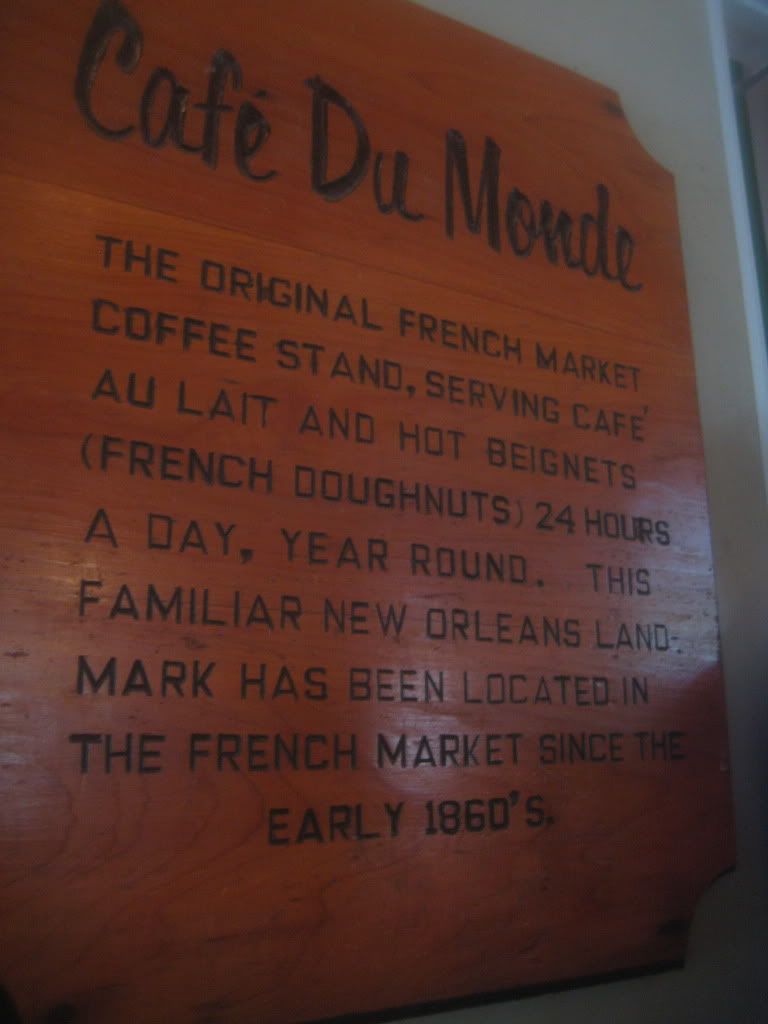 Café Du Monde
THE ORIGINAL FRENCH MARKET
COFFEE STAND, SERVING CAFÉ
AU LAIT AND HOT BEIGNETS
(FRENCH DOUGHNUTS) 24 HOURS
A DAY, YEAR ROUND. THIS
FAMILIAR NEW ORLEANS LAND-
MARK HAS BEEN LOCATED IN
THE FRENCH MARKET SINCE THE
EARLY 1860'S.